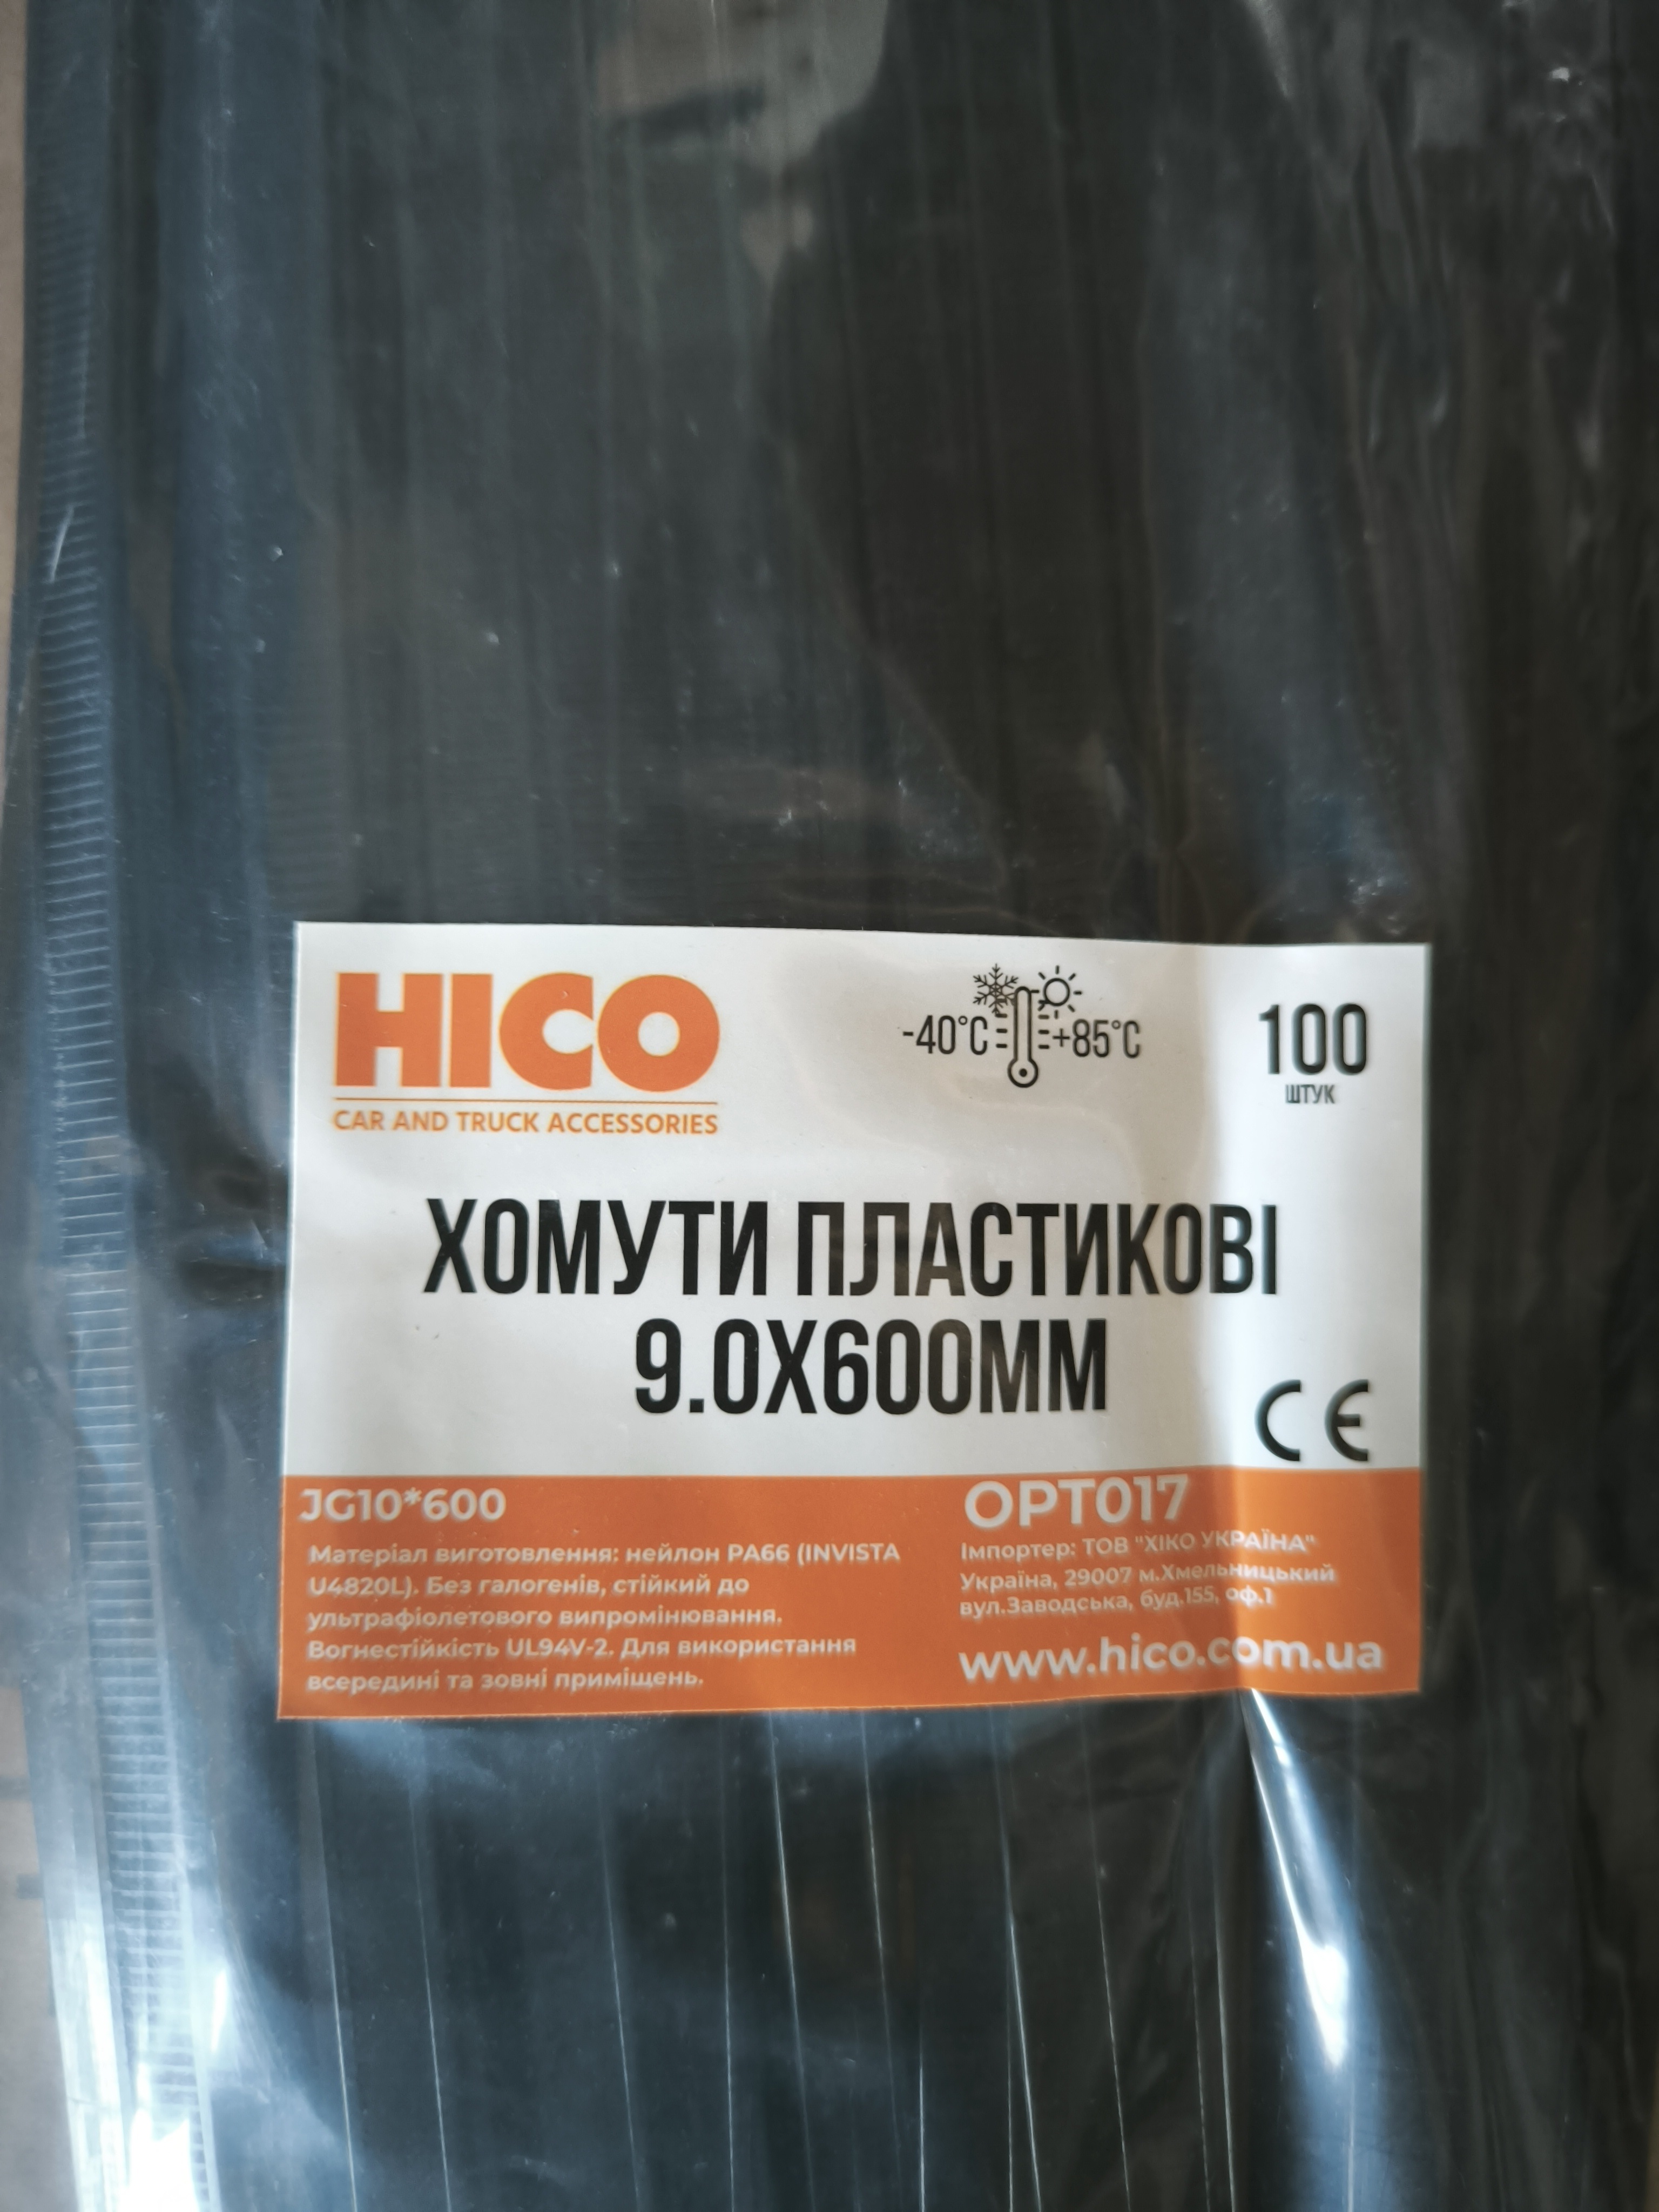 HICO
CAR AND TRUCK ACCESSORIES
-40°C +85°C
100
ШТУК
ХОМУТИ ПЛАСТИКОВІ
9.0X600ММ
CE
JG10*600
Матеріал виготовлення: нейлон PA66 (INVISTA
U4820L). Без галогенів, стійкий до
ультрафіолетового випромінювання.
Вогнестійкість UL94V-2. Для використання
всередині та зовні приміщень.
OPT017
Імпортер: ТОВ "ХІКО УКРАЇНА"
Україна, 29007 м.Хмельницький
вул.Заводська, буд.155, оф.1
www.hico.com.ua